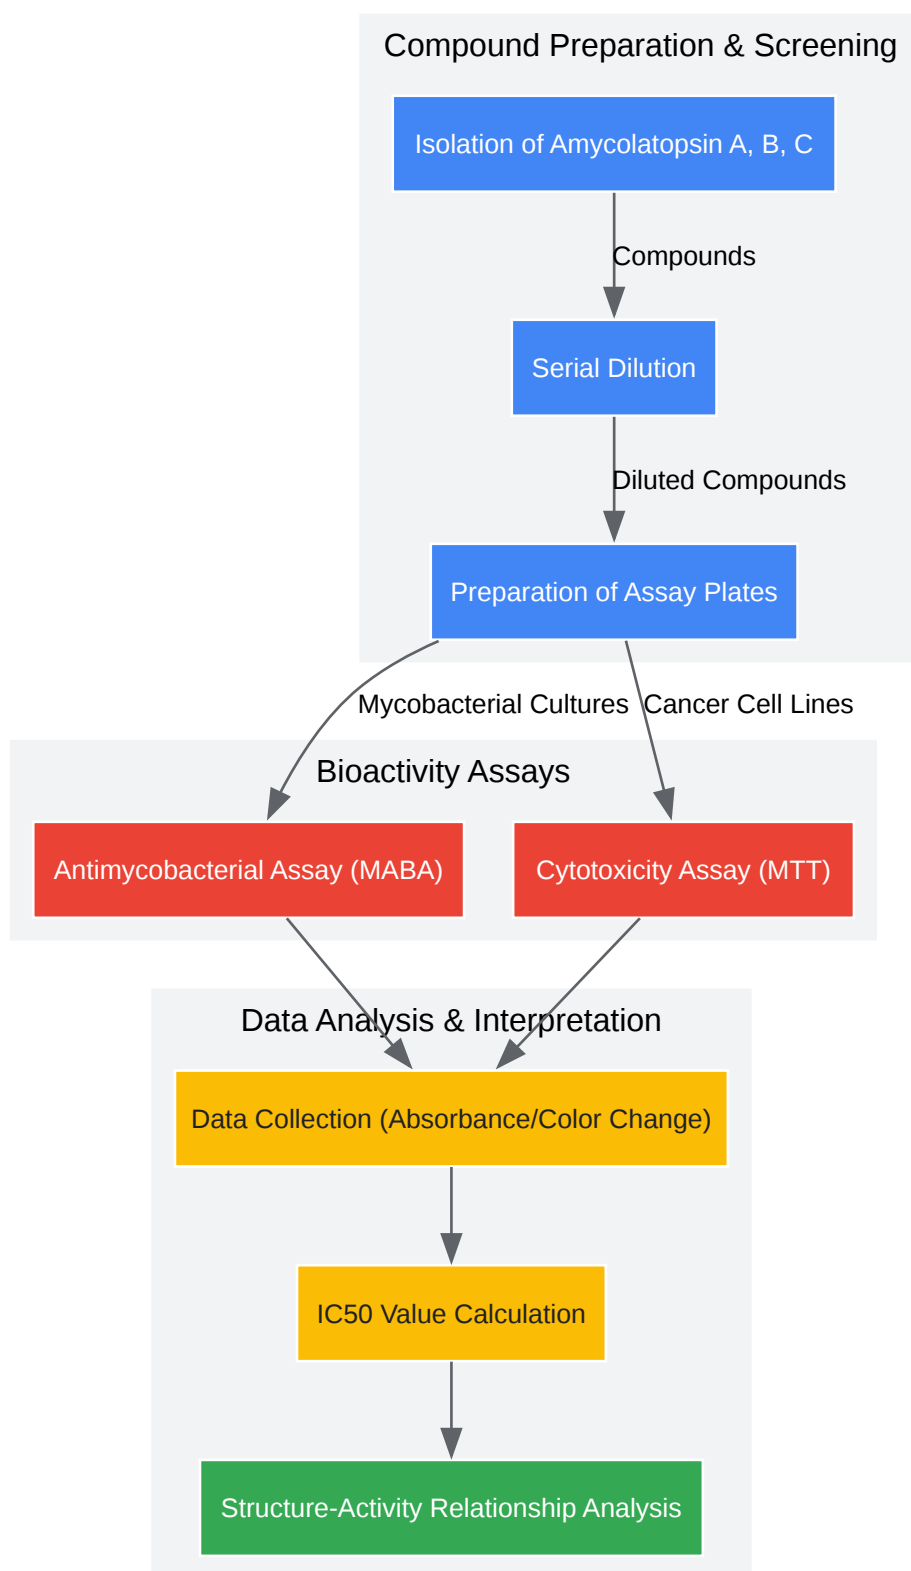 Compound Preparation & Screening
Isolation of Amycolatopsin A, B, C
Compounds
Serial Dilution
Diluted Compounds
Preparation of Assay Plates
Mycobacterial Cultures
Cancer Cell Lines
Bioactivity Assays
Antimycobacterial Assay (MABA)
Cytotoxicity Assay (MTT)
Data Analysis & Interpretation
Data Collection (Absorbance/Color Change)
IC50 Value Calculation
Structure-Activity Relationship Analysis